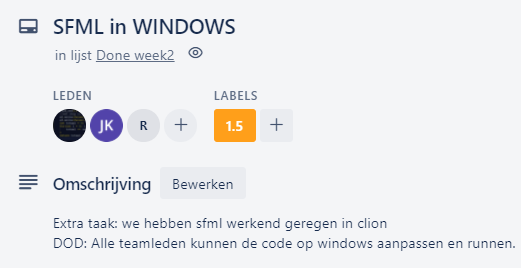 SFML in WINDOWS
in lijst Done week2
LEDEN
LABELS
JK
R
+
1.5
+
Omschrijving
Bewerken
Extra taak: we hebben sfml werkend geregen in clion
DOD: Alle teamleden kunnen de code op windows aanpassen en runnen.